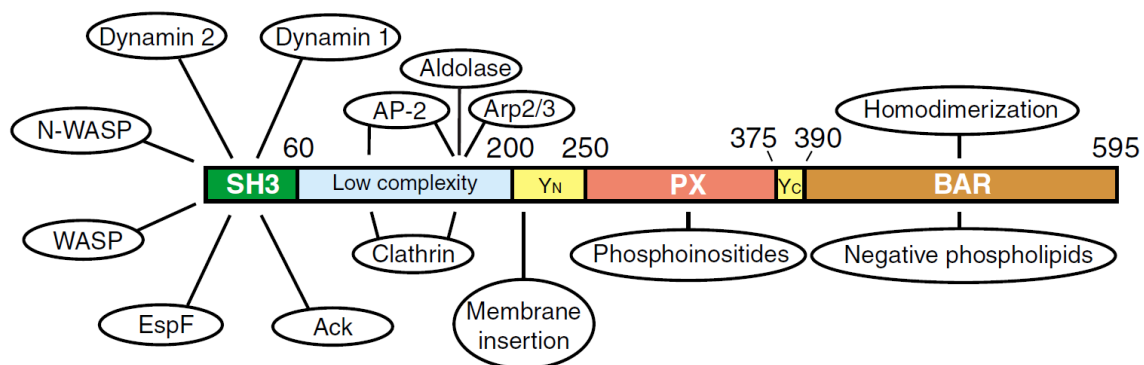 Dynamin 2
Dynamin 1
Aldolase
AP-2
Arp2/3
Homodimerization
N-WASP
60
200
250
375
390
595
SH3
Low complexity
YN
PX
YC
BAR
WASP
Clathrin
Phosphoinositides
Negative phospholipids
EspF
Ack
Membrane
insertion